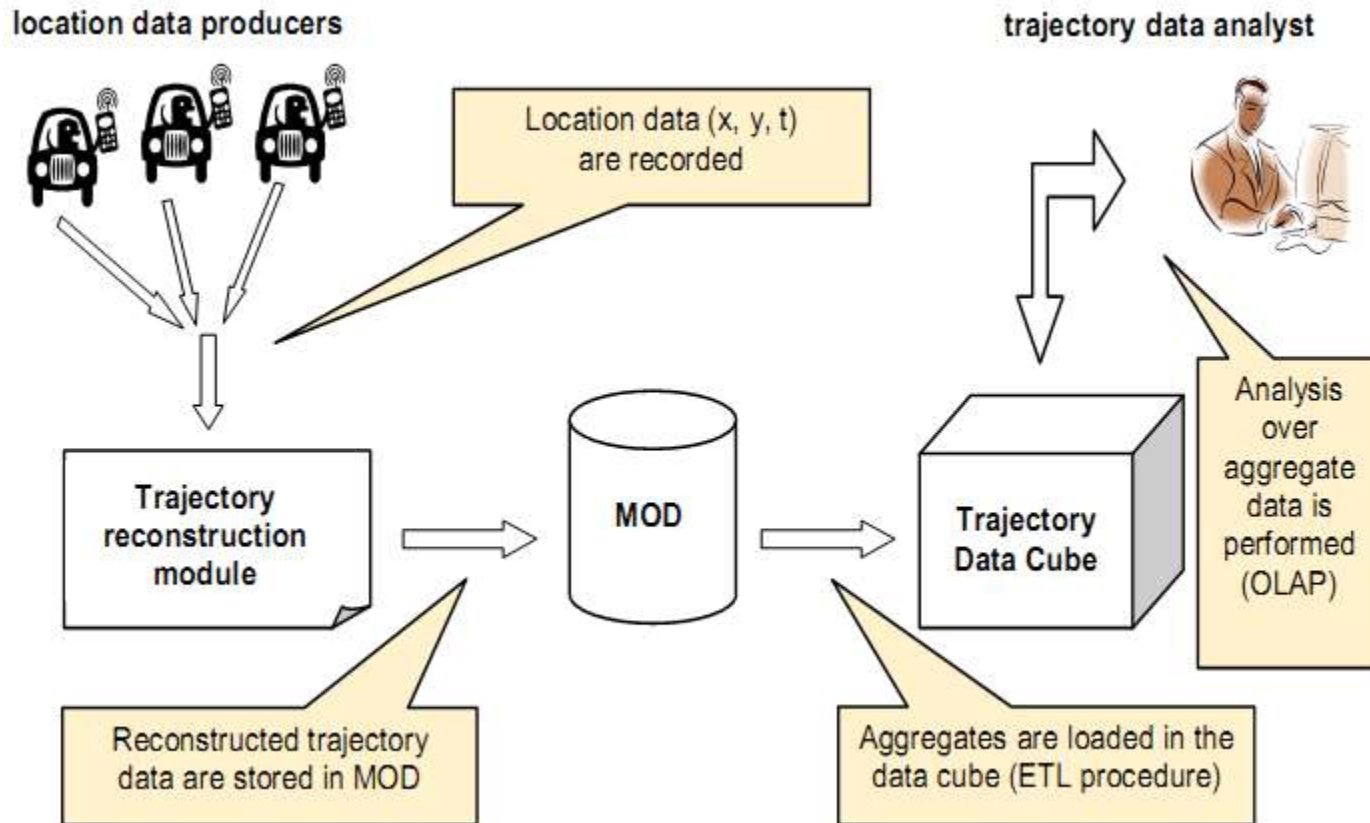 location data producers
trajectory data analyst
Location data (x, y, t)
are recorded
Trajectory
reconstruction
module
MOD
Trajectory
Data Cube
Analysis
over
aggregate
data is
performed
(OLAP)
Reconstructed trajectory
data are stored in MOD
Aggregates are loaded in the
data cube (ETL procedure)